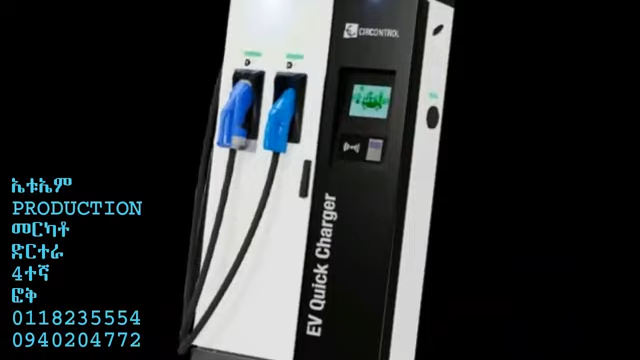 CIRCONTROL
EV Quick Charger
ኤቱኤም
PRODUCTION
መርካቶ
ድርተራ
4ተኛ
ፎቅ
0118235554
0940204772